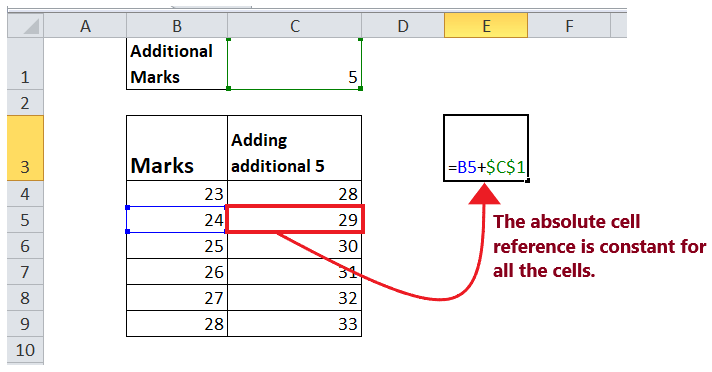 A B C D E F
Additional
1 Marks 5
2
Adding
3 Marks additional 5 =B5+$C$1
4 23 28
5 24 29 The absolute cell
6 25 30 reference is constant for
7 26 31 all the cells.
8 27 32
9 28 33
10